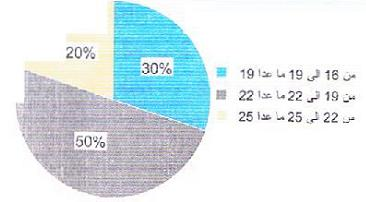 20%
30%
50%
من 16 الى 19 ما عدا 19
من 19 الى 22 ما عدا 22
من 22 الى 25 ما عدا 25